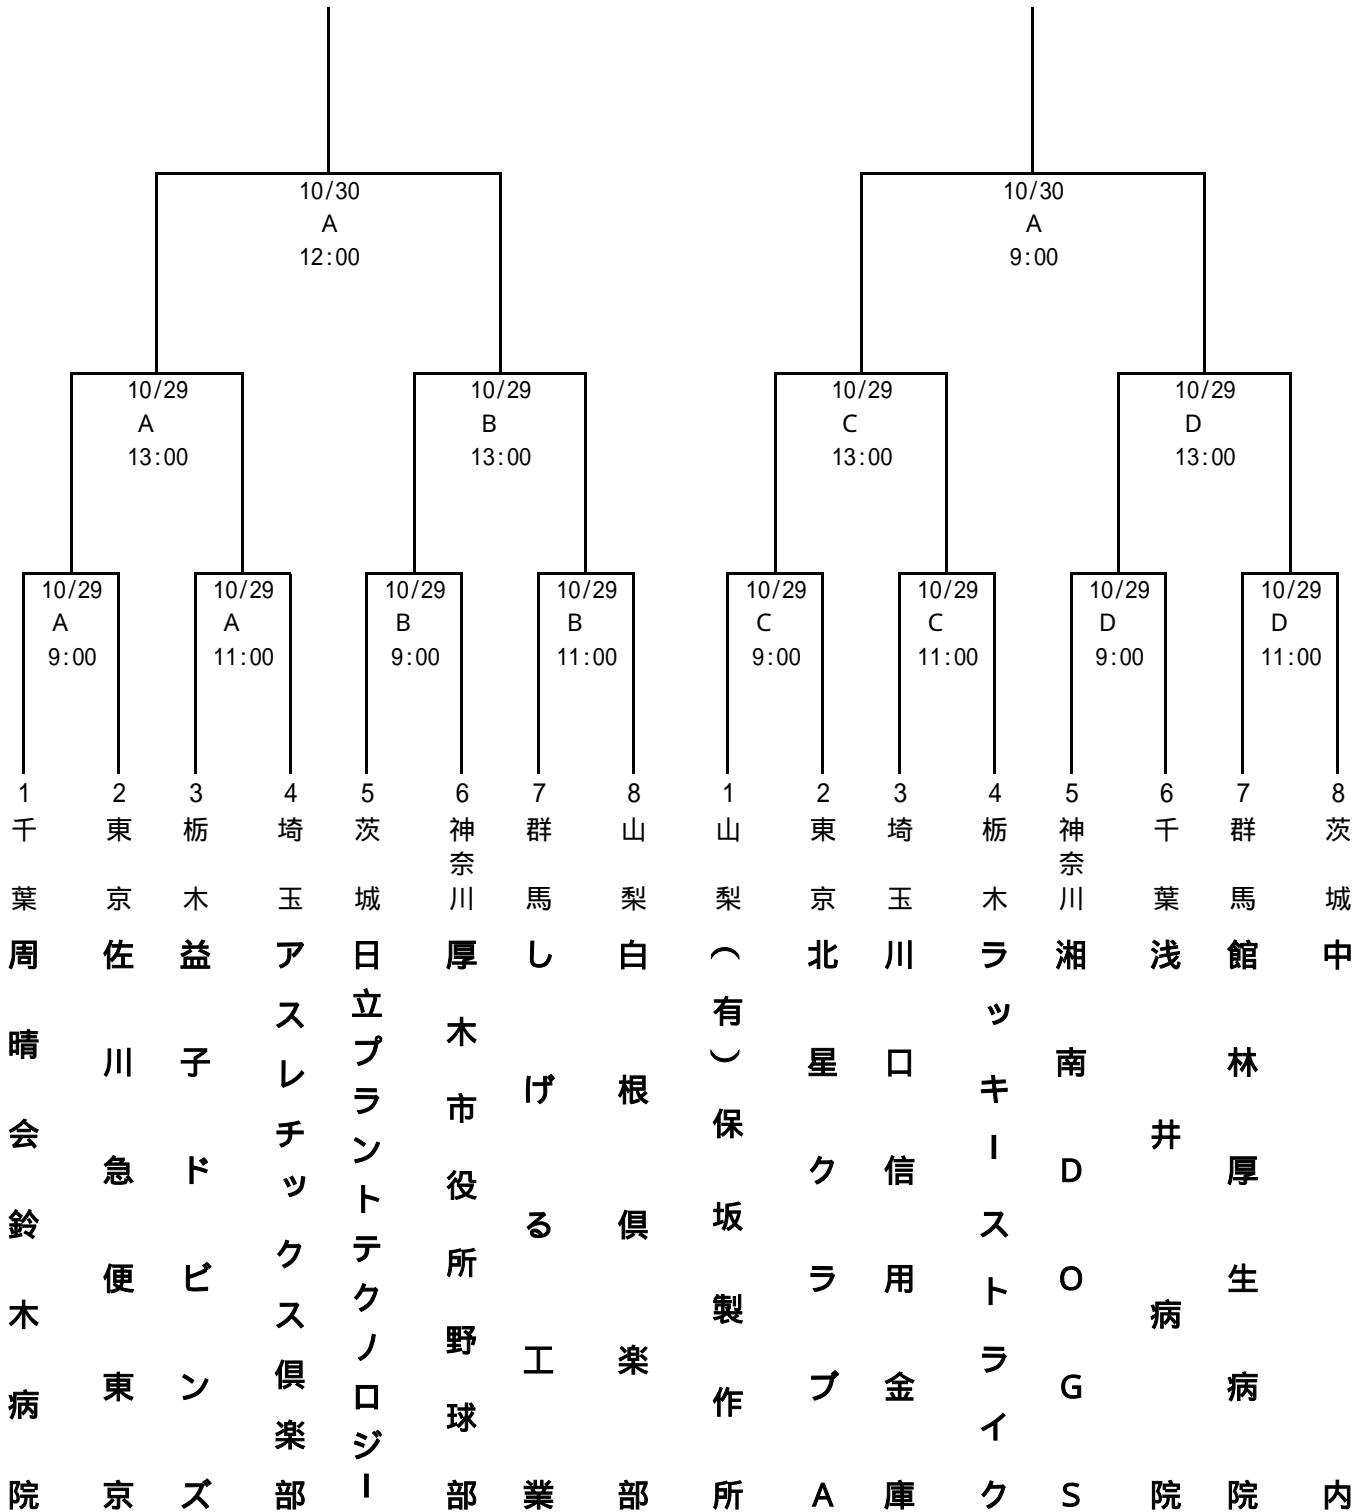 10/30
A
12:00
10/30
A
9:00
10/29
A
13:00
10/29
B
13:00
10/29
C
13:00
10/29
D
13:00
10/29
A
9:00
10/29
A
11:00
10/29
B
9:00
10/29
B
11:00
10/29
C
9:00
10/29
C
11:00
10/29
D
9:00
10/29
D
11:00
1
千葉
周晴会鈴木病院
2
東京
佐川急便東京
3
栃木
益子ドビンズ
4
埼玉
アスレチックス倶楽部
5
茨城
日立プラントテクノロジー
6
神奈川
厚木市役所野球部
7
群馬
しげる工業
8
山梨
白根倶楽部
1
山梨
(有)保坂製作所
2
東京
北星クラブA
3
埼玉
川口信用金庫
4
栃木
ラッキーストライク
5
神奈川
湘南DOGS
6
千葉
浅井病院
7
群馬
館林厚生病院
8
茨城
中内